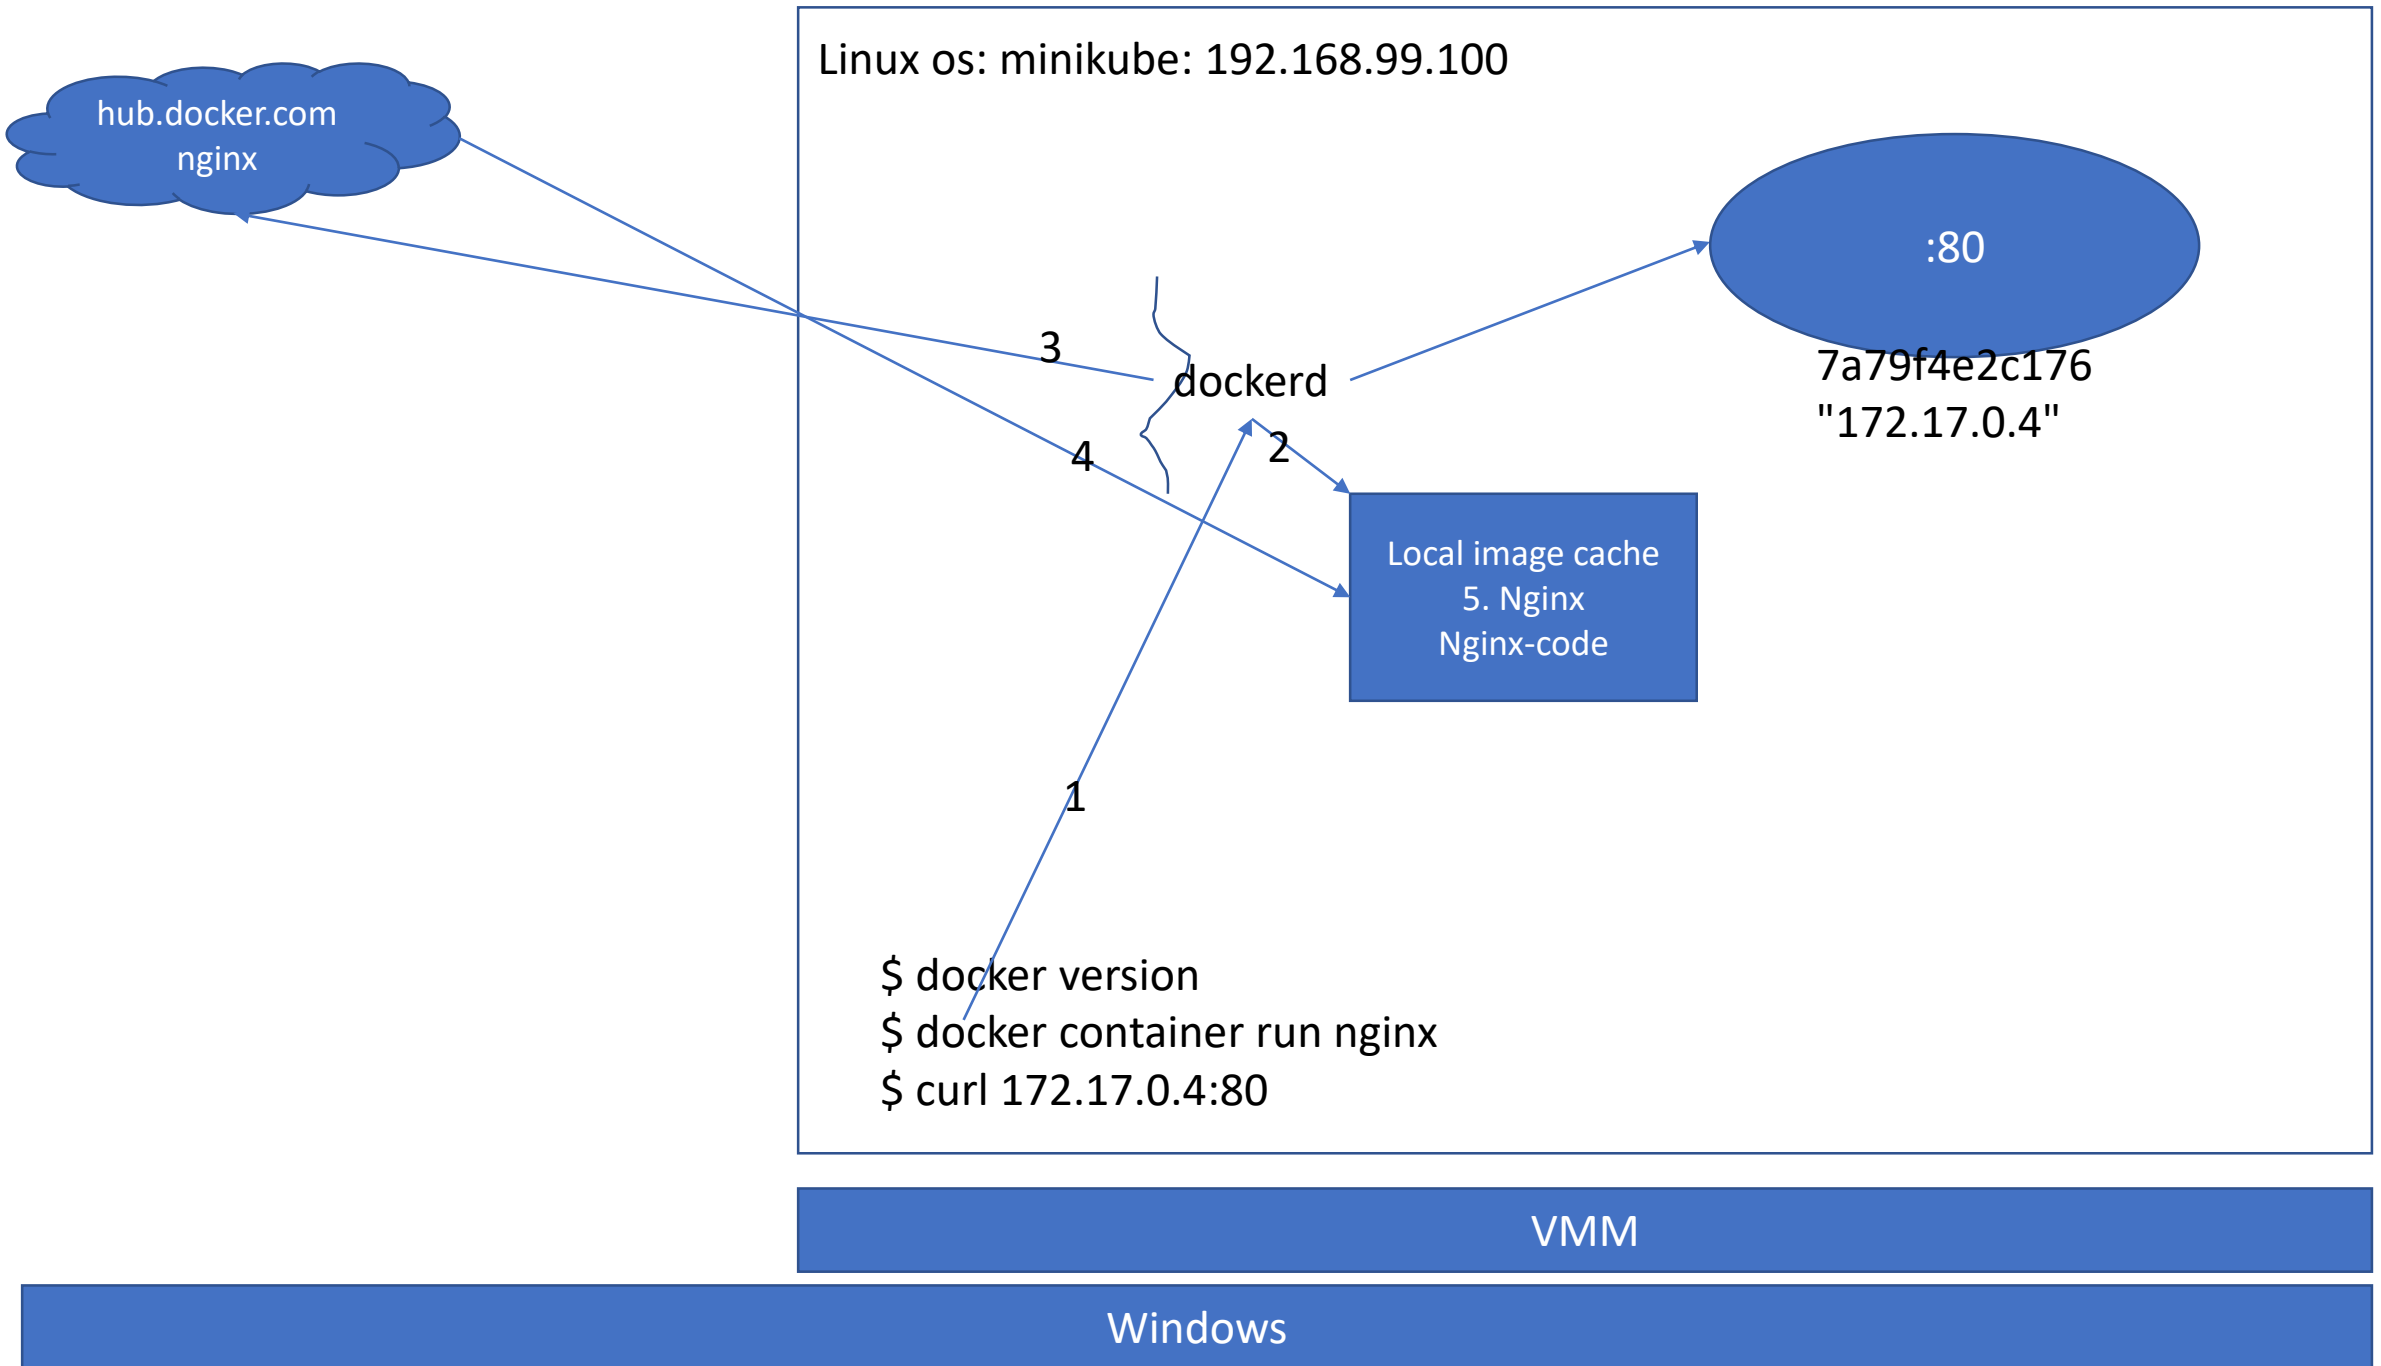 Linux os: minikube: 192.168.99.100
hub.docker.com
nginx
:80
3
dockerd
7a79f4e2c176
"172.17.0.4"
4
2
Local image cache
5. Nginx
Nginx-code
1
$ docker version
$ docker container run nginx
$ curl 172.17.0.4:80
VMM
Windows